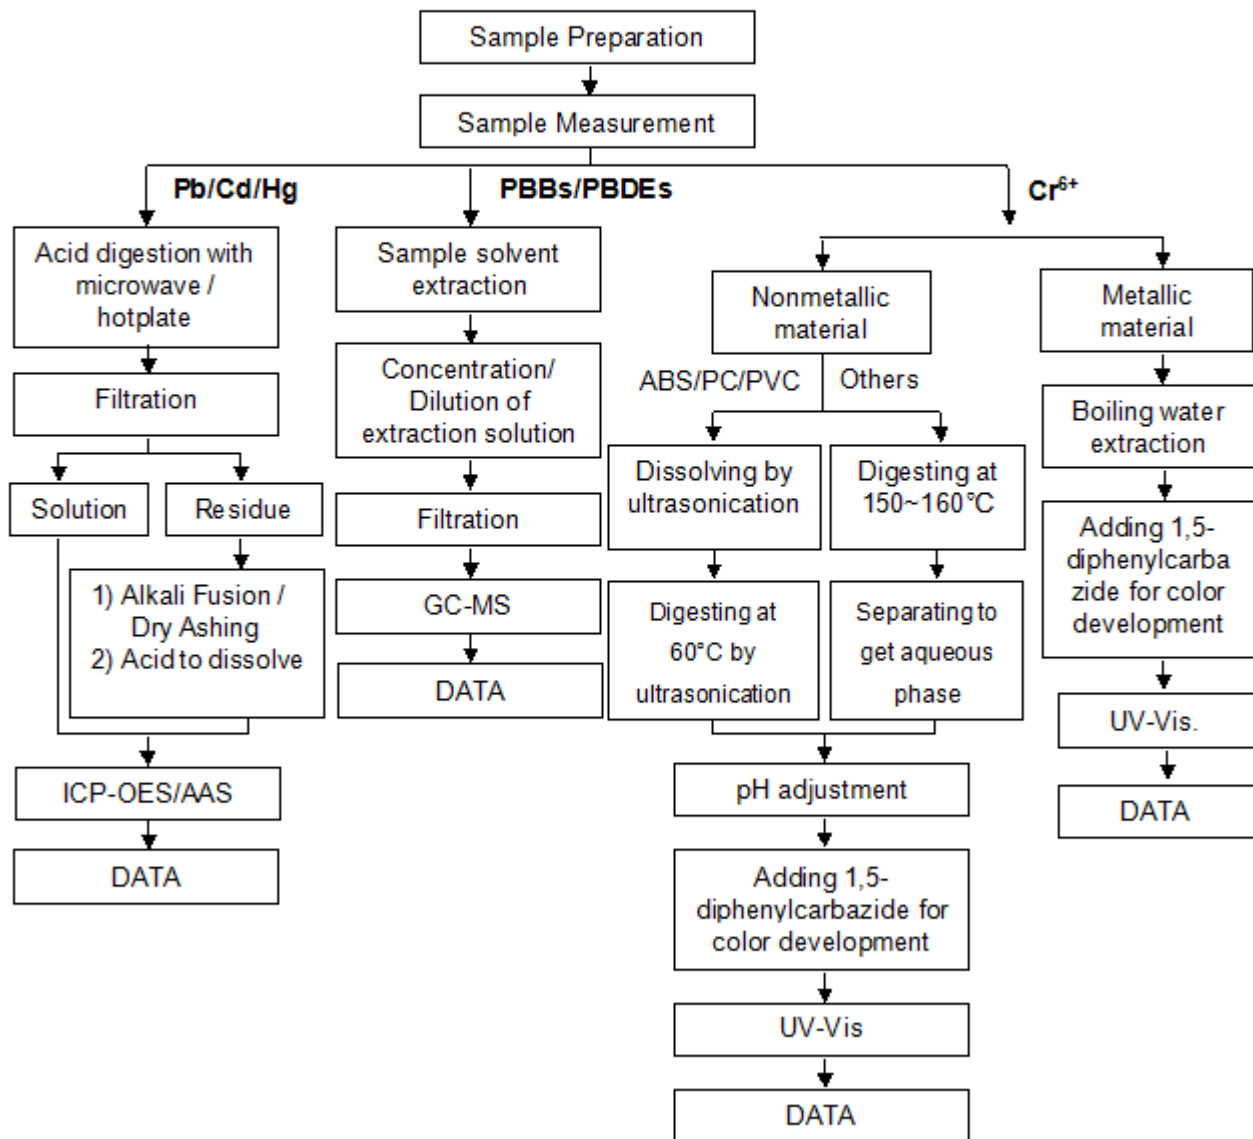 Sample Preparation
Sample Measurement
Pb/Cd/Hg
PBBs/PBDEs
Cr⁶⁺
Acid digestion with
microwave /
hotplate
Filtration
Solution
Residue
1) Alkali Fusion /
Dry Ashing
2) Acid to dissolve
ICP-OES/AAS
DATA
Sample solvent
extraction
Concentration/
Dilution of
extraction solution
Filtration
GC-MS
DATA
Nonmetallic
material
ABS/PC/PVC
Others
Dissolving by
ultrasonication
Digesting at
60°C by
ultrasonication
Digesting at
150~160°C
Separating to
get aqueous
phase
pH adjustment
Adding 1,5-
diphenylcarbazide for
color development
UV-Vis
DATA
Metallic
material
Boiling water
extraction
Adding 1,5-
diphenylcarba
zide for color
development
UV-Vis.
DATA